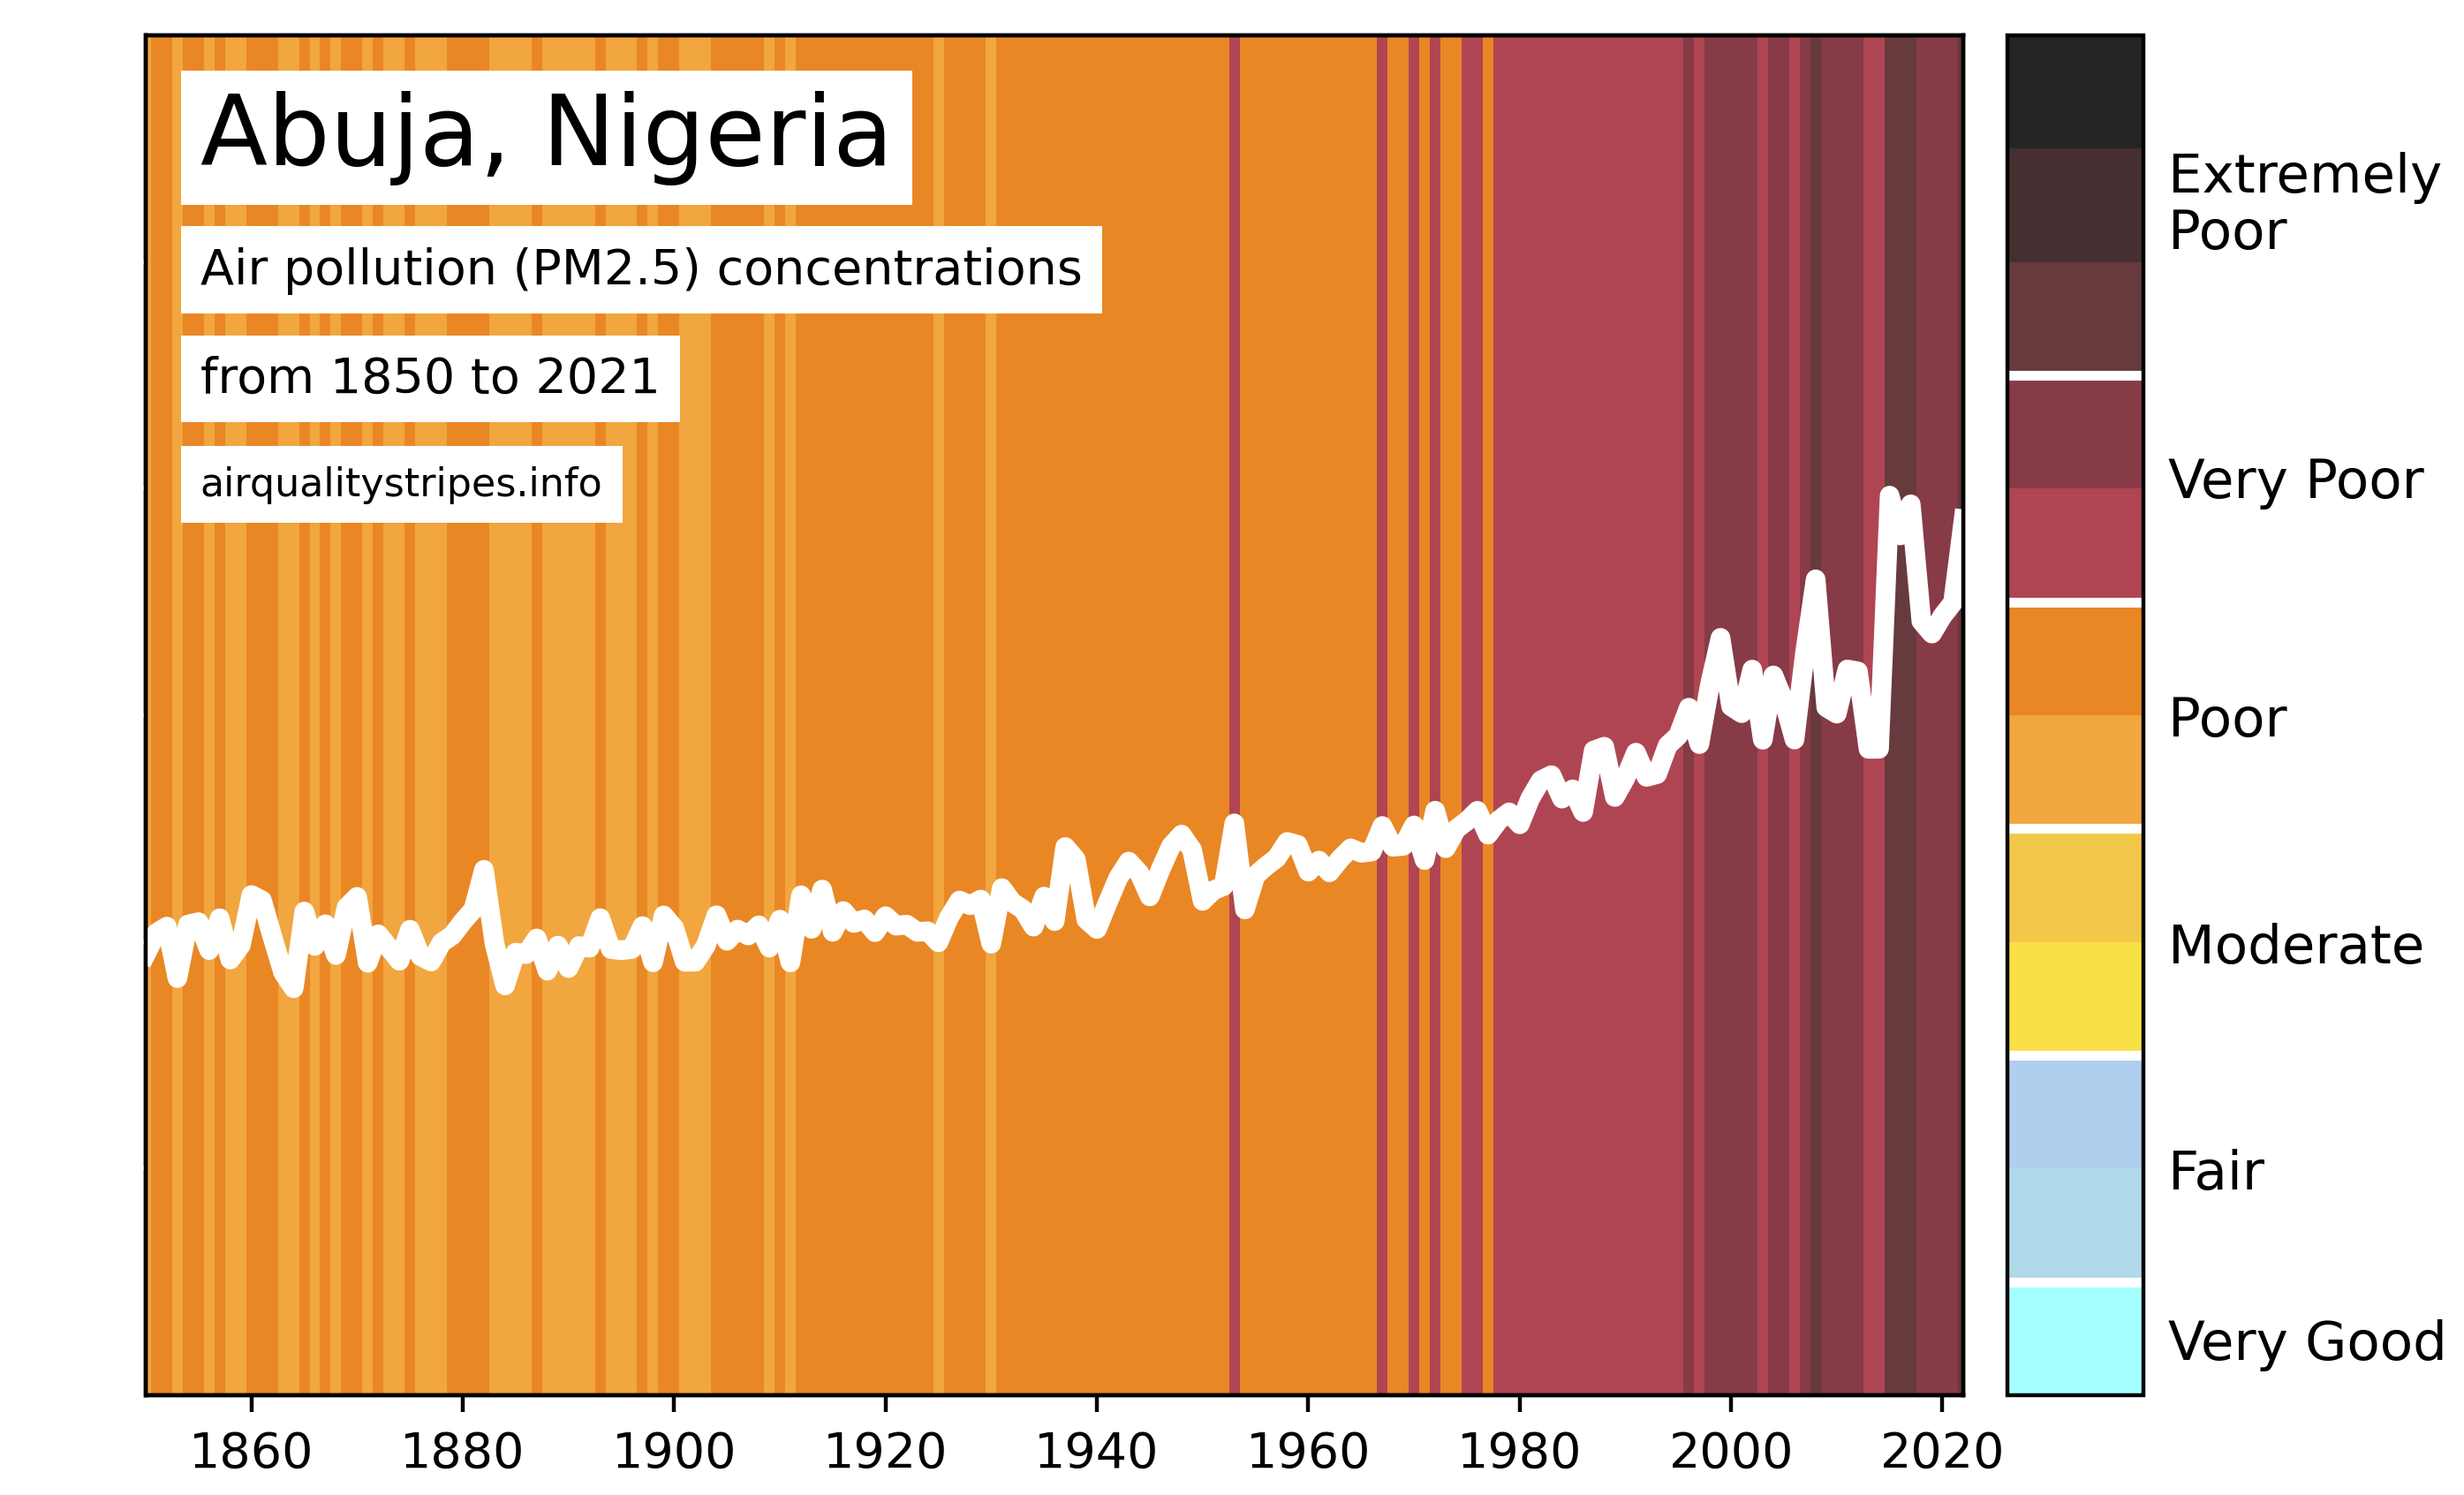 Abuja, Nigeria
Air pollution (PM2.5) concentrations
from 1850 to 2021
airqualitystripes.info
Extremely
Poor
Very Poor
Poor
Moderate
Fair
Very Good
1860 1880 1900 1920 1940 1960 1980 2000 2020